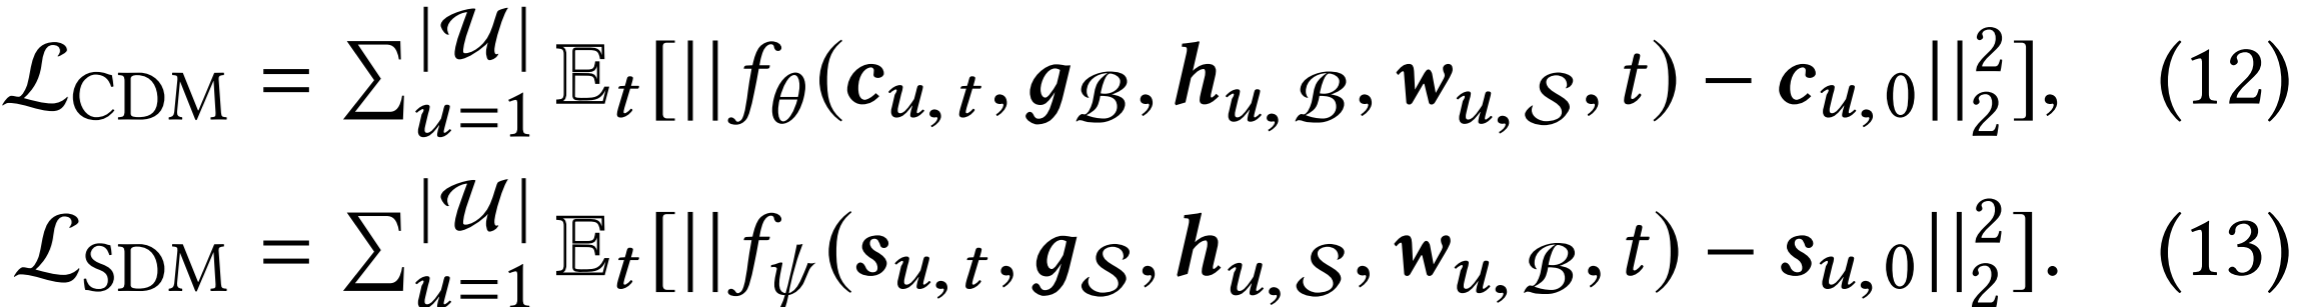 ℒ_CDM = ∑_{u=1}^{|𝒰|} 𝔼_t[||f_θ(𝒄_{u,t}, 𝒈_ℬ, 𝒉_{u,ℬ}, 𝒘_{u,𝒮}, t) − 𝒄_{u,0}||_2^2], (12)
ℒ_SDM = ∑_{u=1}^{|𝒰|} 𝔼_t[||f_ψ(𝒔_{u,t}, 𝒈_𝒮, 𝒉_{u,𝒮}, 𝒘_{u,ℬ}, t) − 𝒔_{u,0}||_2^2]. (13)